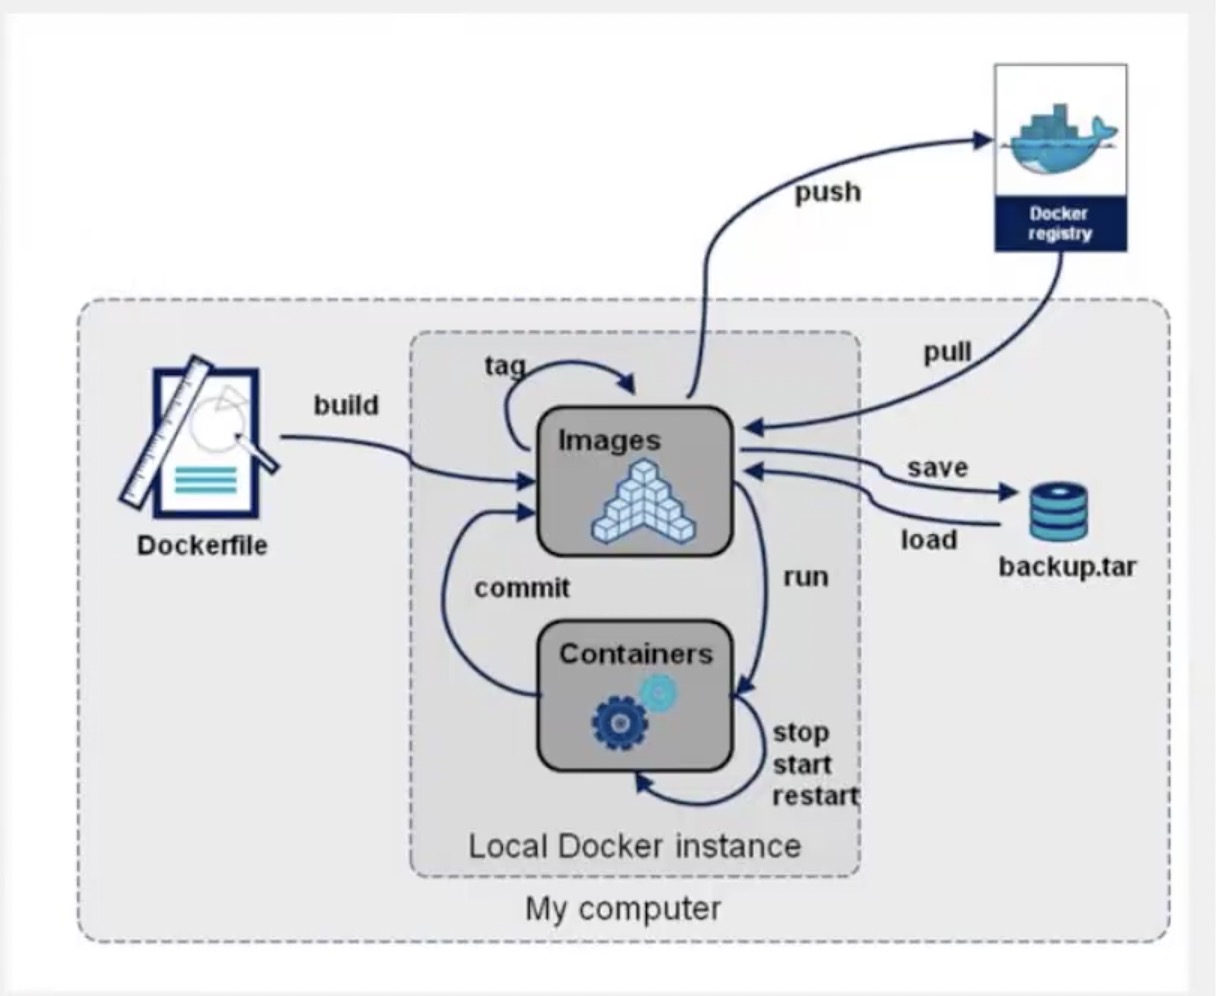 Docker
registry
push
pull
tag
build
Images
save
load
Dockerfile
backup.tar
commit
run
Containers
stop
start
restart
Local Docker instance
My computer